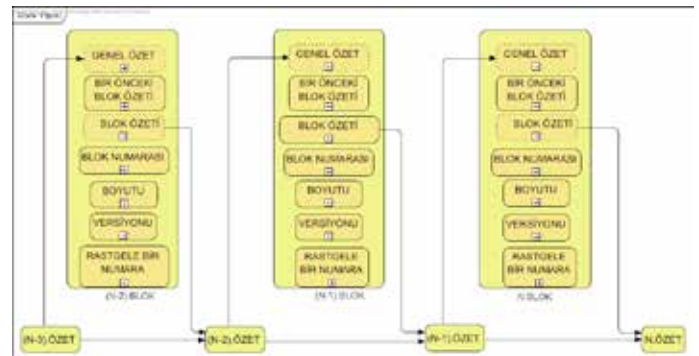 GENEL ÖZET
BİR ÖNCEKİ
BLOK ÖZETİ
BLOK ÖZETİ
BLOK NUMARASI
BOYUTU
VERSİYONU
RASTGELE BİR
NUMARA
(N-2) BLOK
GENEL ÖZET
BİR ÖNCEKİ
BLOK ÖZETİ
BLOK ÖZETİ
BLOK NUMARASI
BOYUTU
VERSİYONU
RASTGELE
BİR NUMARA
(N-1) BLOK
GENEL ÖZET
BİR ÖNCEKİ
BLOK ÖZETİ
BLOK ÖZETİ
BLOK NUMARASI
BOYUTU
VERSİYONU
RASTGELE
BİR NUMARA
N.BLOK
(N-3) ÖZET
(N-2) ÖZET
(N-1) ÖZET
N.ÖZET